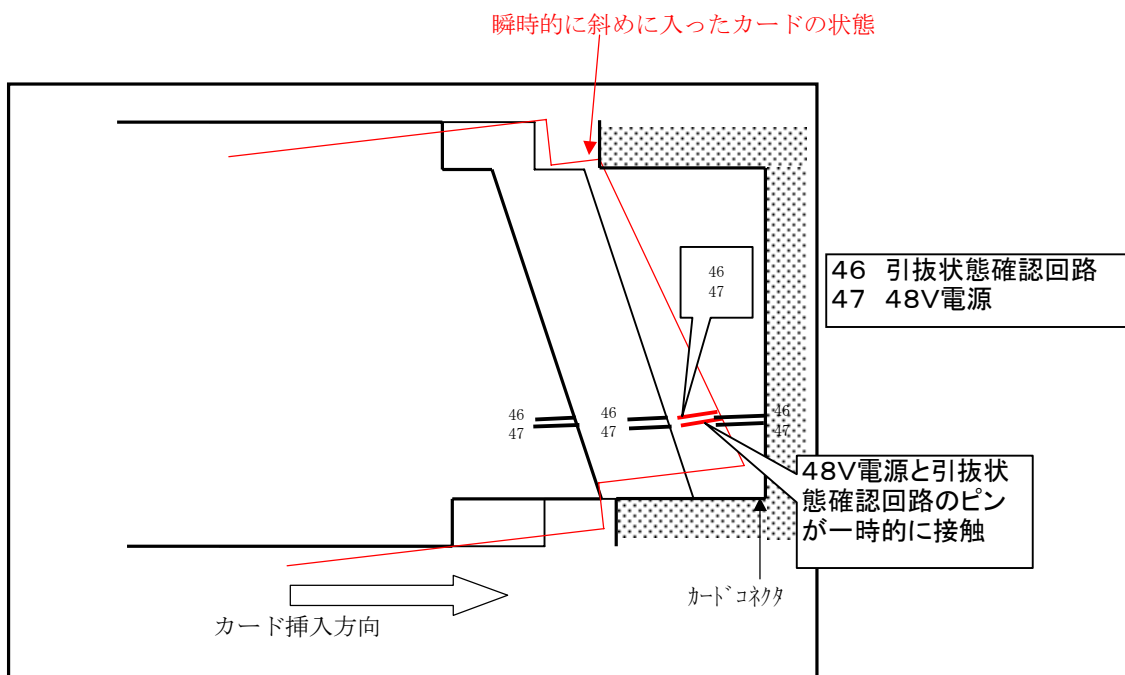 瞬時的に斜めに入ったカードの状態
46
47
46 引抜状態確認回路
47 48V電源
46
47
46
47
46
47
48V電源と引抜状
態確認回路のピン
が一時的に接触
ｶｰﾄﾞｺﾈｸﾀ
カード挿入方向